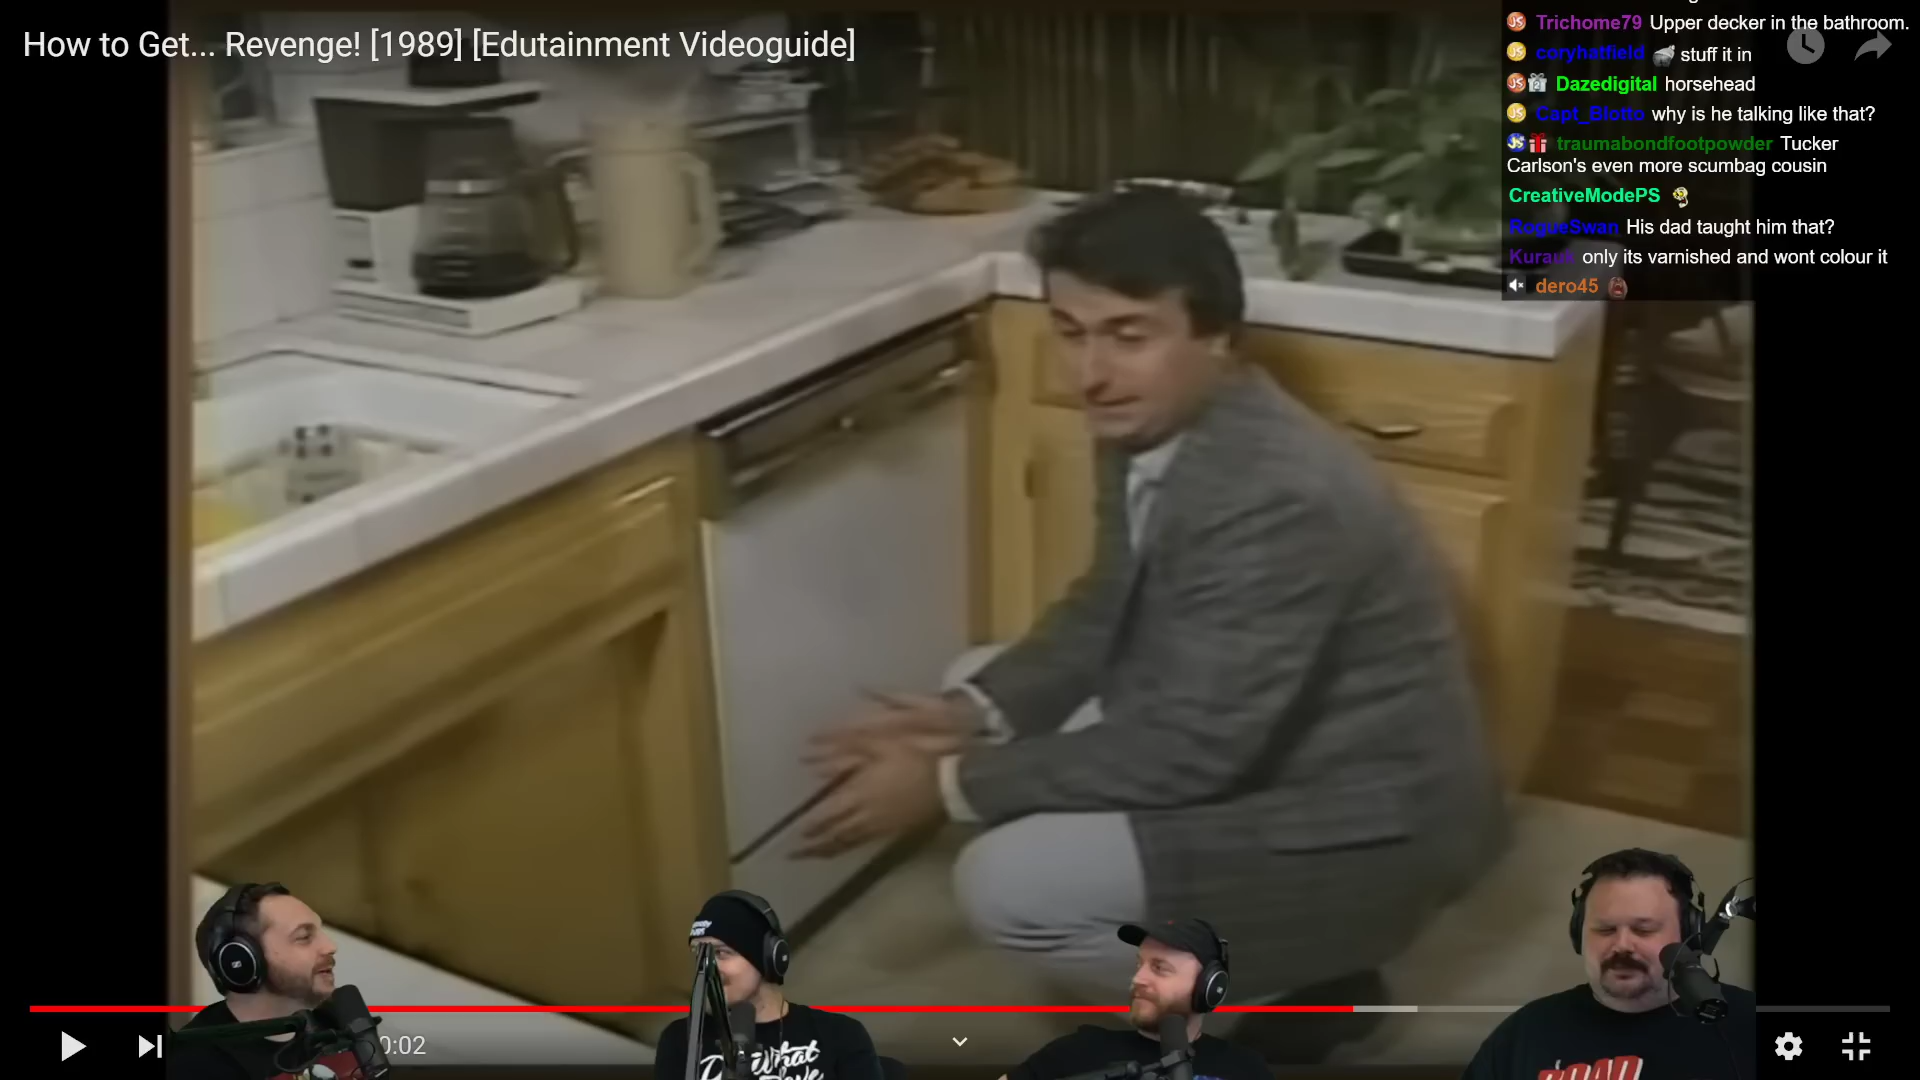 How to Get... Revenge! [1989] [Edutainment Videoguide]
Trichome79 Upper decker in the bathroom.
coryhatfield stuff it in
Dazedigital horsehead
Capt_Blotto why is he talking like that?
traumabondfootpowder Tucker
Carlson's even more scumbag cousin
CreativeModePS
RogueSwan His dad taught him that?
only its varnished and wont colour it
dero45
0:02
What